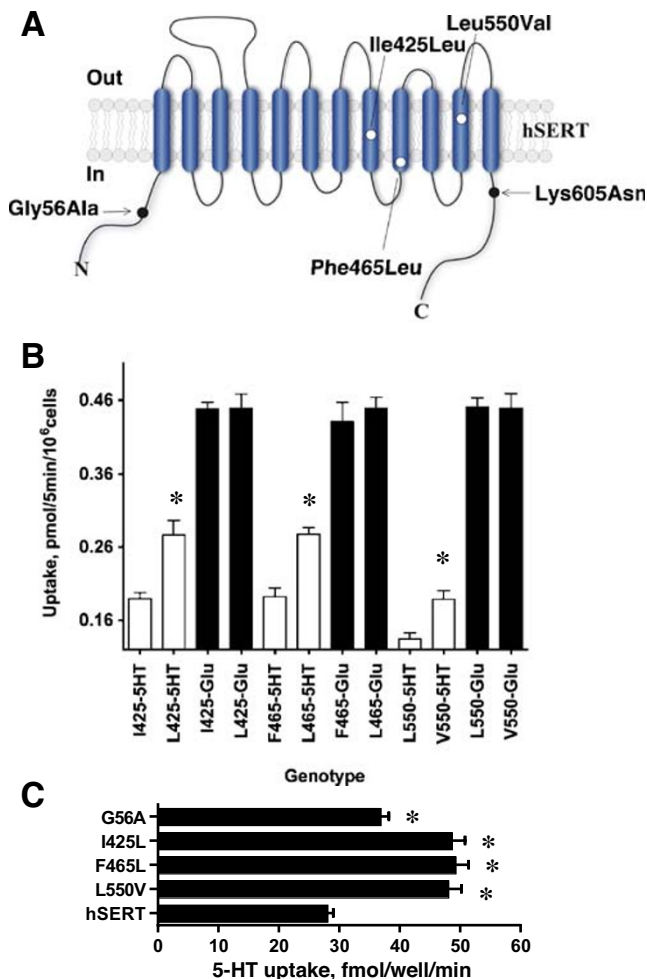 A
Leu550Val
Ile425Leu
Out
hSERT
In
Gly56Ala
Lys605Asn
Phe465Leu
N
C
B
Uptake, pmol/5min/10⁶cells
0.46
0.36
0.26
0.16
* * *
I425-5HT
L425-5HT
I425-Glu
L425-Glu
F465-5HT
L465-5HT
F465-Glu
L465-Glu
L550-5HT
V550-5HT
L550-Glu
V550-Glu
Genotype
C
G56A *
I425L *
F465L *
L550V *
hSERT
0 10 20 30 40 50 60
5-HT uptake, fmol/well/min